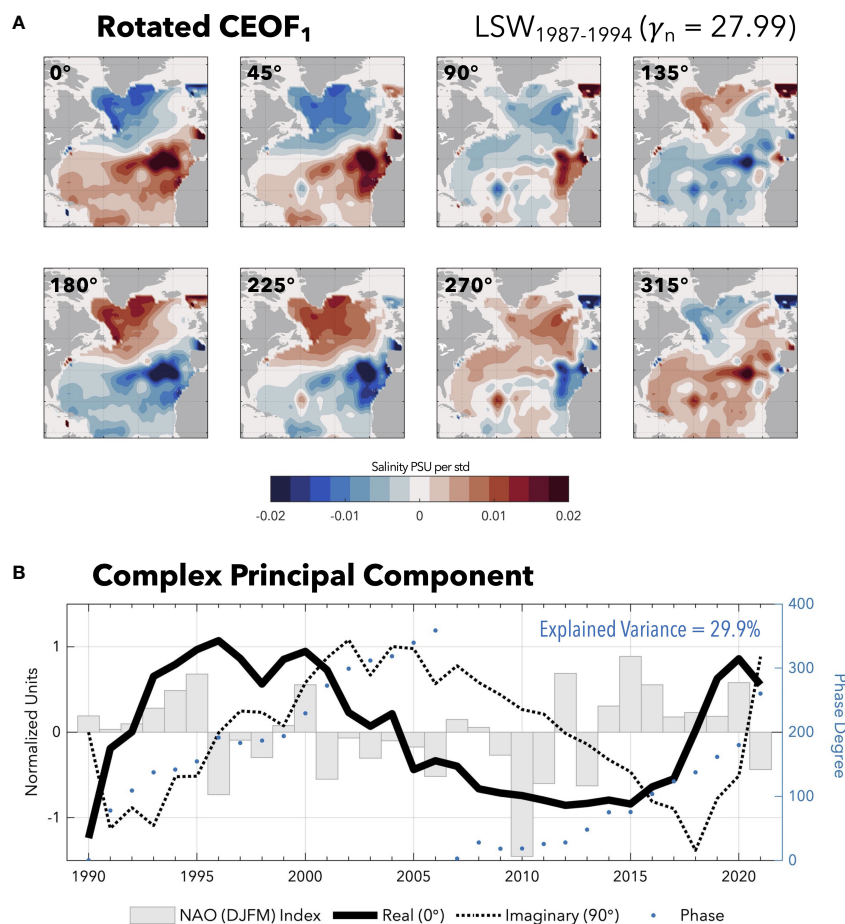 A Rotated CEOF₁ LSW₁₉₈₇₋₁₉₉₄ (γₙ = 27.99)
0° 45° 90° 135°
180° 225° 270° 315°
Salinity PSU per std
-0.02 -0.01 0 0.01 0.02
B Complex Principal Component
Explained Variance = 29.9%
Normalized Units
1
0
-1
400
300
200
100
0
Phase Degree
1990 1995 2000 2005 2010 2015 2020
NAO (DJFM) Index Real (0°) Imaginary (90°) Phase